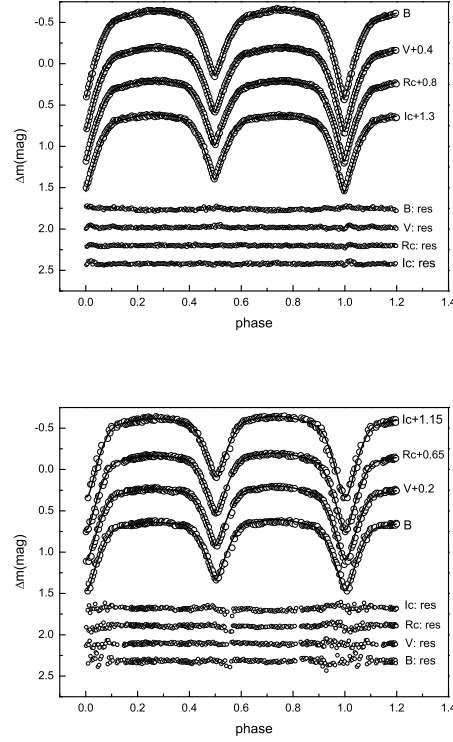 -0.5
0.0
0.5
1.0
1.5
2.0
2.5
Δm(mag)
B
V+0.4
Rc+0.8
Ic+1.3
B: res
V: res
Rc: res
Ic: res
0.0 0.2 0.4 0.6 0.8 1.0 1.2 1.4
phase
-0.5
0.0
0.5
1.0
1.5
2.0
2.5
Δm(mag)
Ic+1.15
Rc+0.65
V+0.2
B
Ic: res
Rc: res
V: res
B: res
0.0 0.2 0.4 0.6 0.8 1.0 1.2 1.4
phase